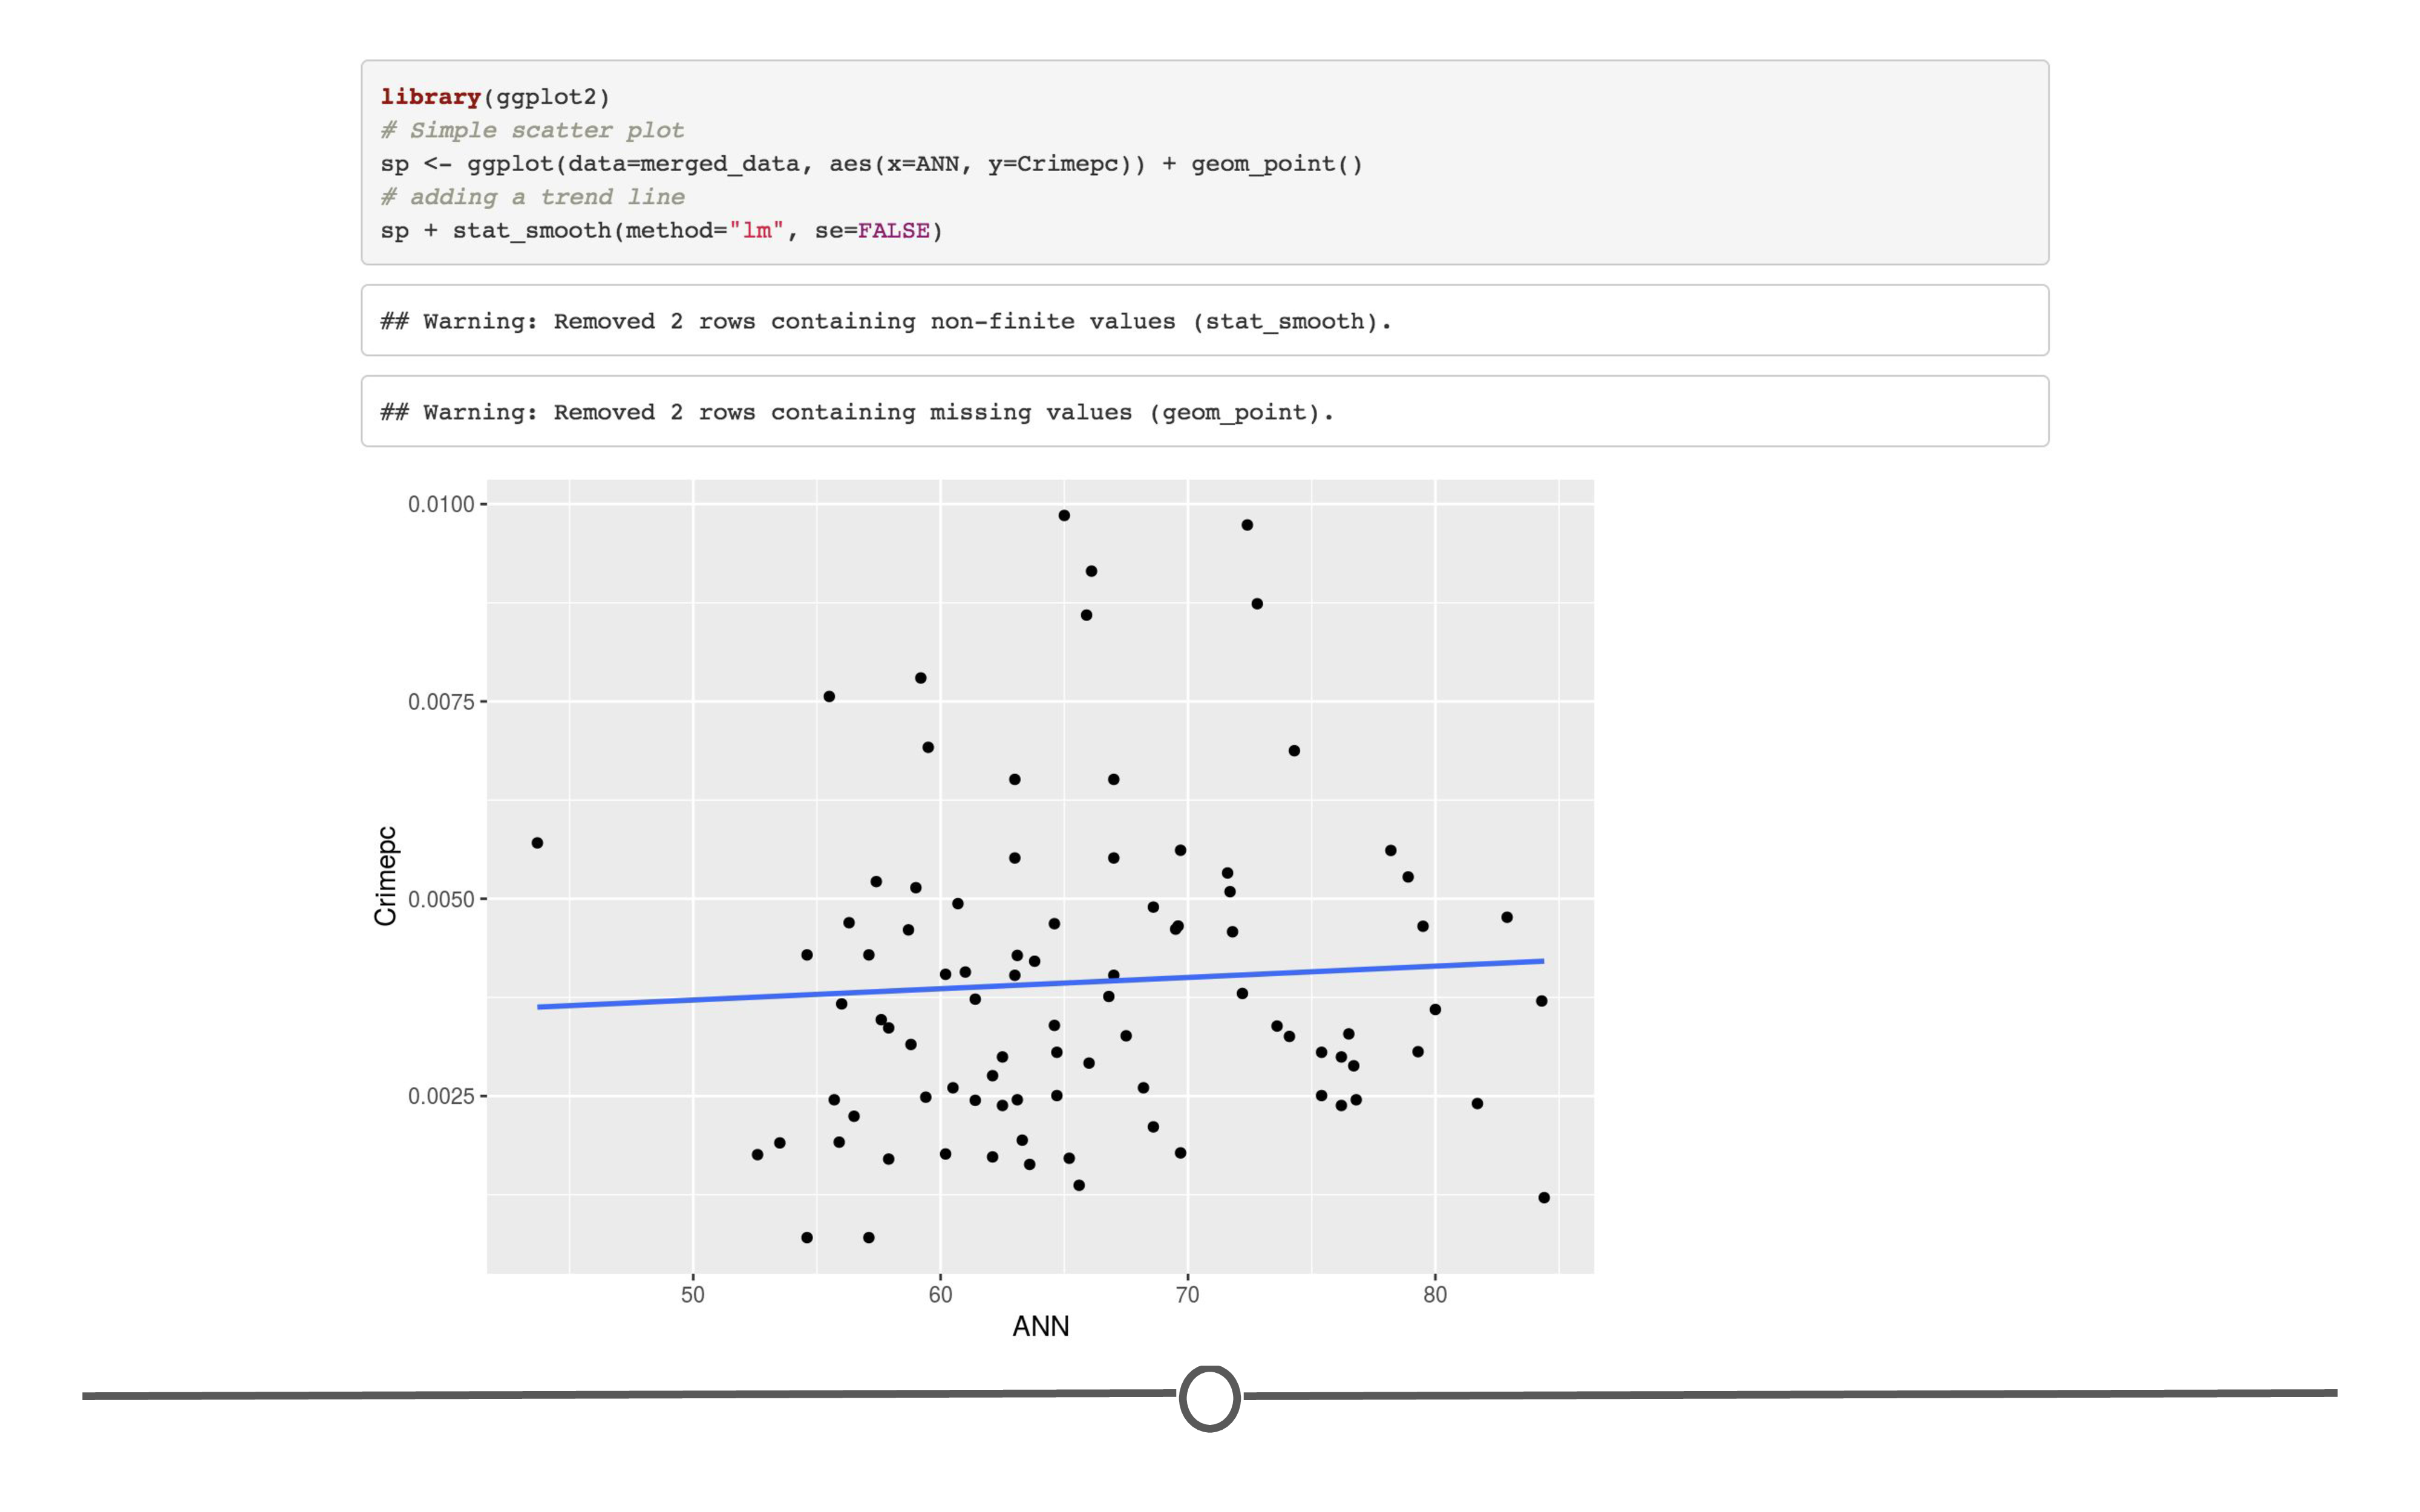 library(ggplot2)
# Simple scatter plot
sp <- ggplot(data=merged_data, aes(x=ANN, y=Crimepc)) + geom_point()
# adding a trend line
sp + stat_smooth(method="lm", se=FALSE)
## Warning: Removed 2 rows containing non-finite values (stat_smooth).
## Warning: Removed 2 rows containing missing values (geom_point).
0.0100
0.0075
0.0050
0.0025
Crimepc
50 60 70 80
ANN